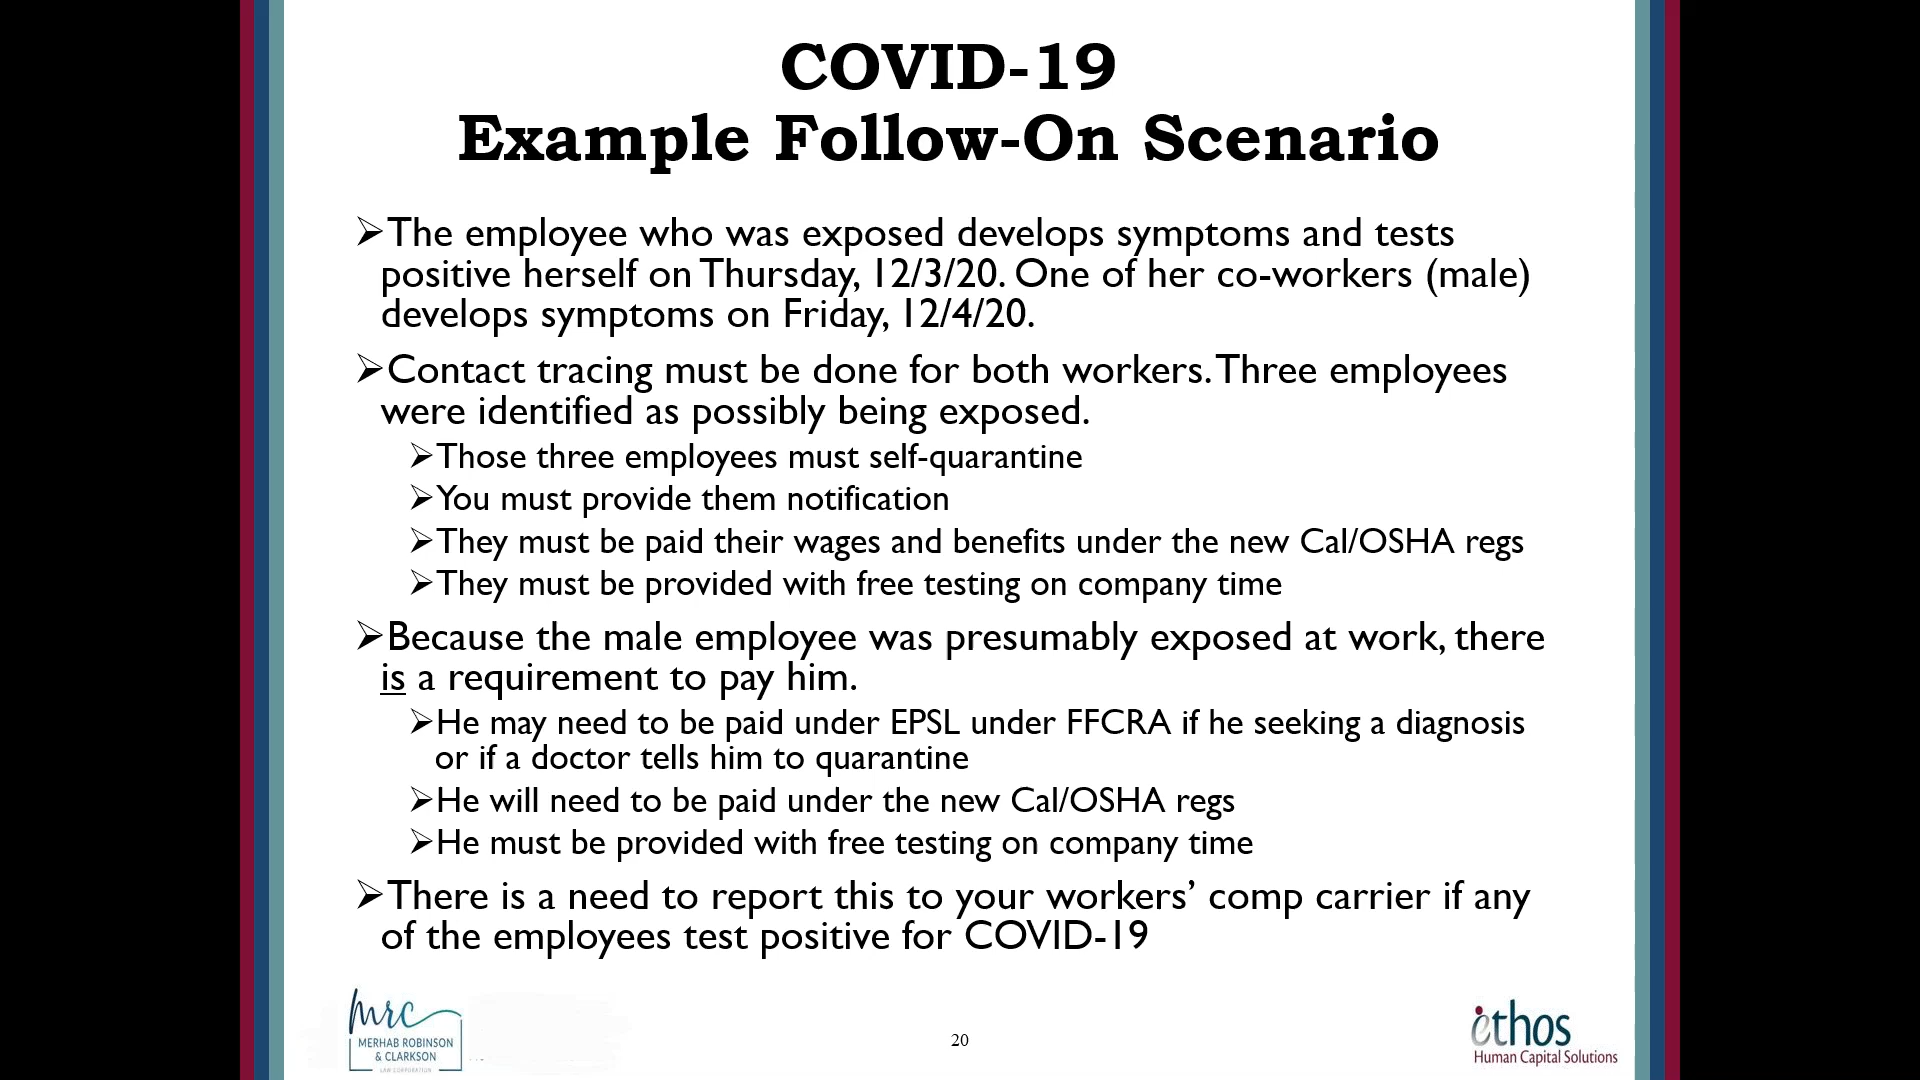 COVID-19
Example Follow-On Scenario
➢The employee who was exposed develops symptoms and tests
positive herself on Thursday, 12/3/20. One of her co-workers (male)
develops symptoms on Friday, 12/4/20.
➢Contact tracing must be done for both workers. Three employees
were identified as possibly being exposed.
➢Those three employees must self-quarantine
➢You must provide them notification
➢They must be paid their wages and benefits under the new Cal/OSHA regs
➢They must be provided with free testing on company time
➢Because the male employee was presumably exposed at work, there
is a requirement to pay him.
➢He may need to be paid under EPSL under FFCRA if he seeking a diagnosis
or if a doctor tells him to quarantine
➢He will need to be paid under the new Cal/OSHA regs
➢He must be provided with free testing on company time
➢There is a need to report this to your workers’ comp carrier if any
of the employees test positive for COVID-19
mrc
MERHAB ROBINSON
& CLARKSON
LAW CORPORATION
20
ethos
Human Capital Solutions